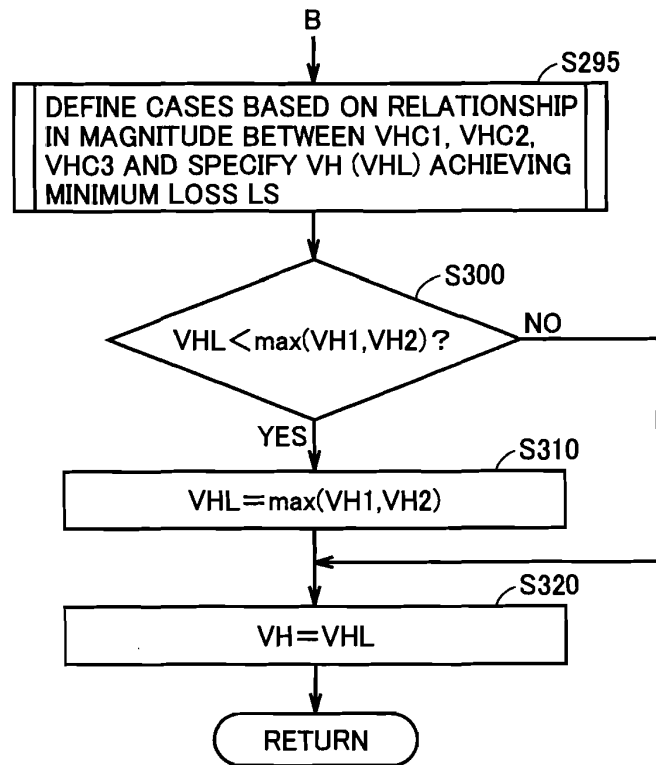 B
S295
DEFINE CASES BASED ON RELATIONSHIP
IN MAGNITUDE BETWEEN VHC1, VHC2,
VHC3 AND SPECIFY VH (VHL) ACHIEVING
MINIMUM LOSS LS
S300
VHL<max(VH1,VH2)?
NO
YES
S310
VHL=max(VH1,VH2)
S320
VH=VHL
RETURN